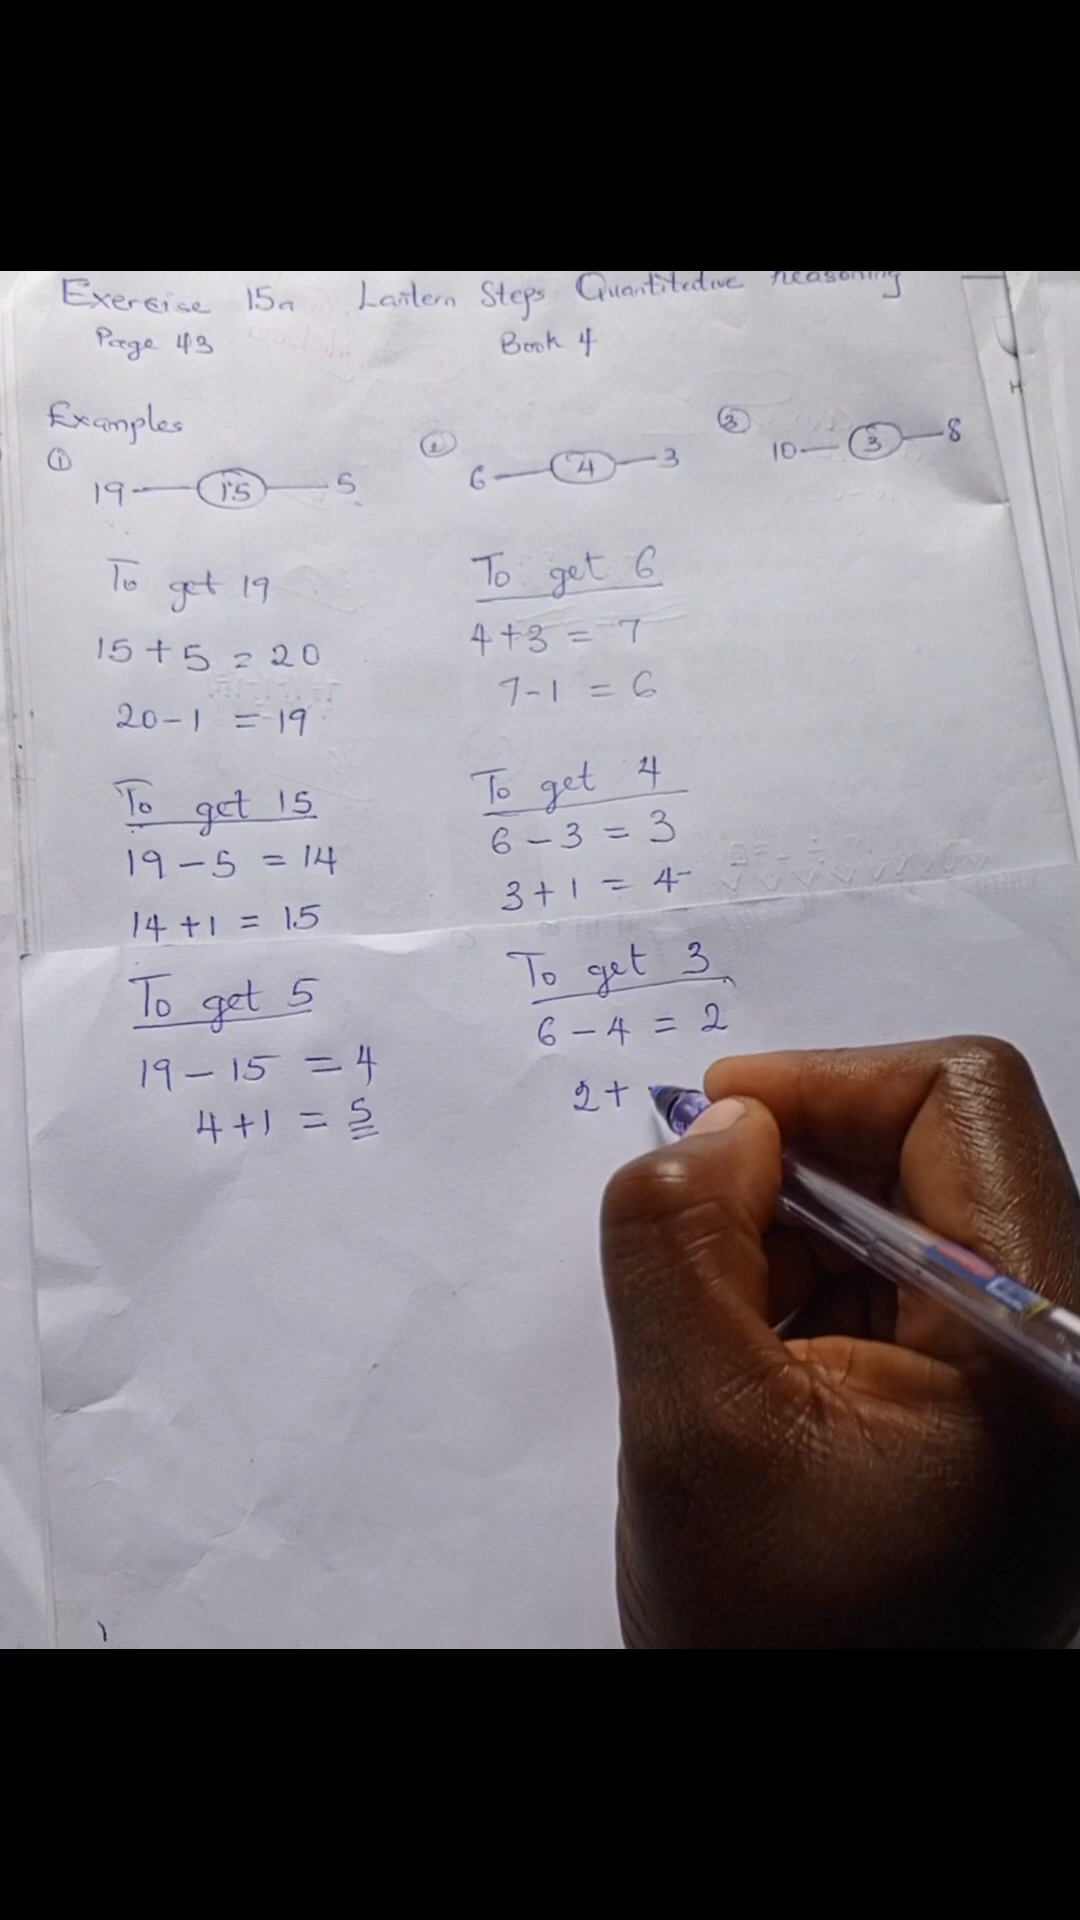 Exercise 15a Lantern Steps Quantitative Reasoning
Page 43 Book 4
Examples
① 19 — 15 — 5
② 6 — 4 — 3
③ 10 — 3 — 8
To get 19
15 + 5 = 20
20 - 1 = 19
To get 15
19 - 5 = 14
14 + 1 = 15
To get 5
19 - 15 = 4
4 + 1 = 5
To get 6
4 + 3 = 7
7 - 1 = 6
To get 4
6 - 3 = 3
3 + 1 = 4
To get 3
6 - 4 = 2
2 +